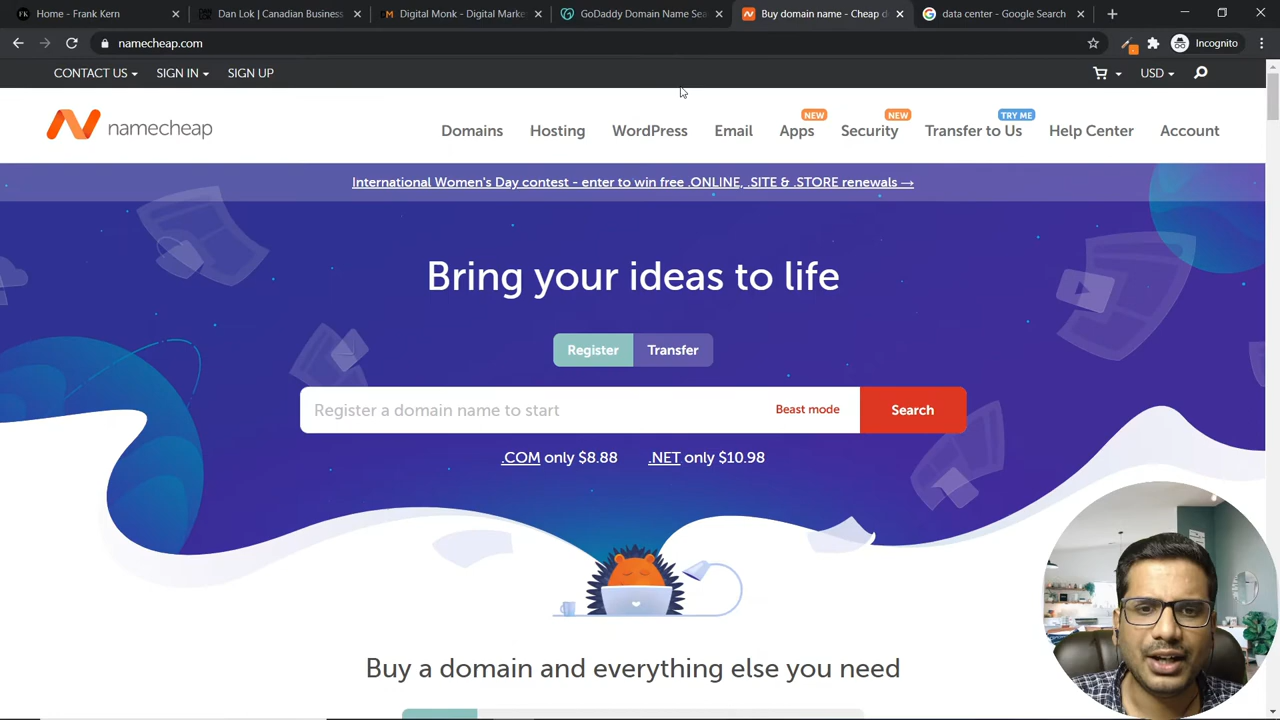 Home - Frank Kern
Dan Lok | Canadian Business
Digital Monk - Digital Marke
GoDaddy Domain Name Sea
Buy domain name - Cheap d
data center - Google Search
namecheap.com
Incognito
CONTACT US
SIGN IN
SIGN UP
USD
namecheap
Domains
Hosting
WordPress
Email
Apps
NEW
Security
NEW
Transfer to Us
TRY ME
Help Center
Account
International Women's Day contest - enter to win free .ONLINE, .SITE & .STORE renewals →
Bring your ideas to life
Register
Transfer
Register a domain name to start
Beast mode
Search
.COM only $8.88
.NET only $10.98
Buy a domain and everything else you need